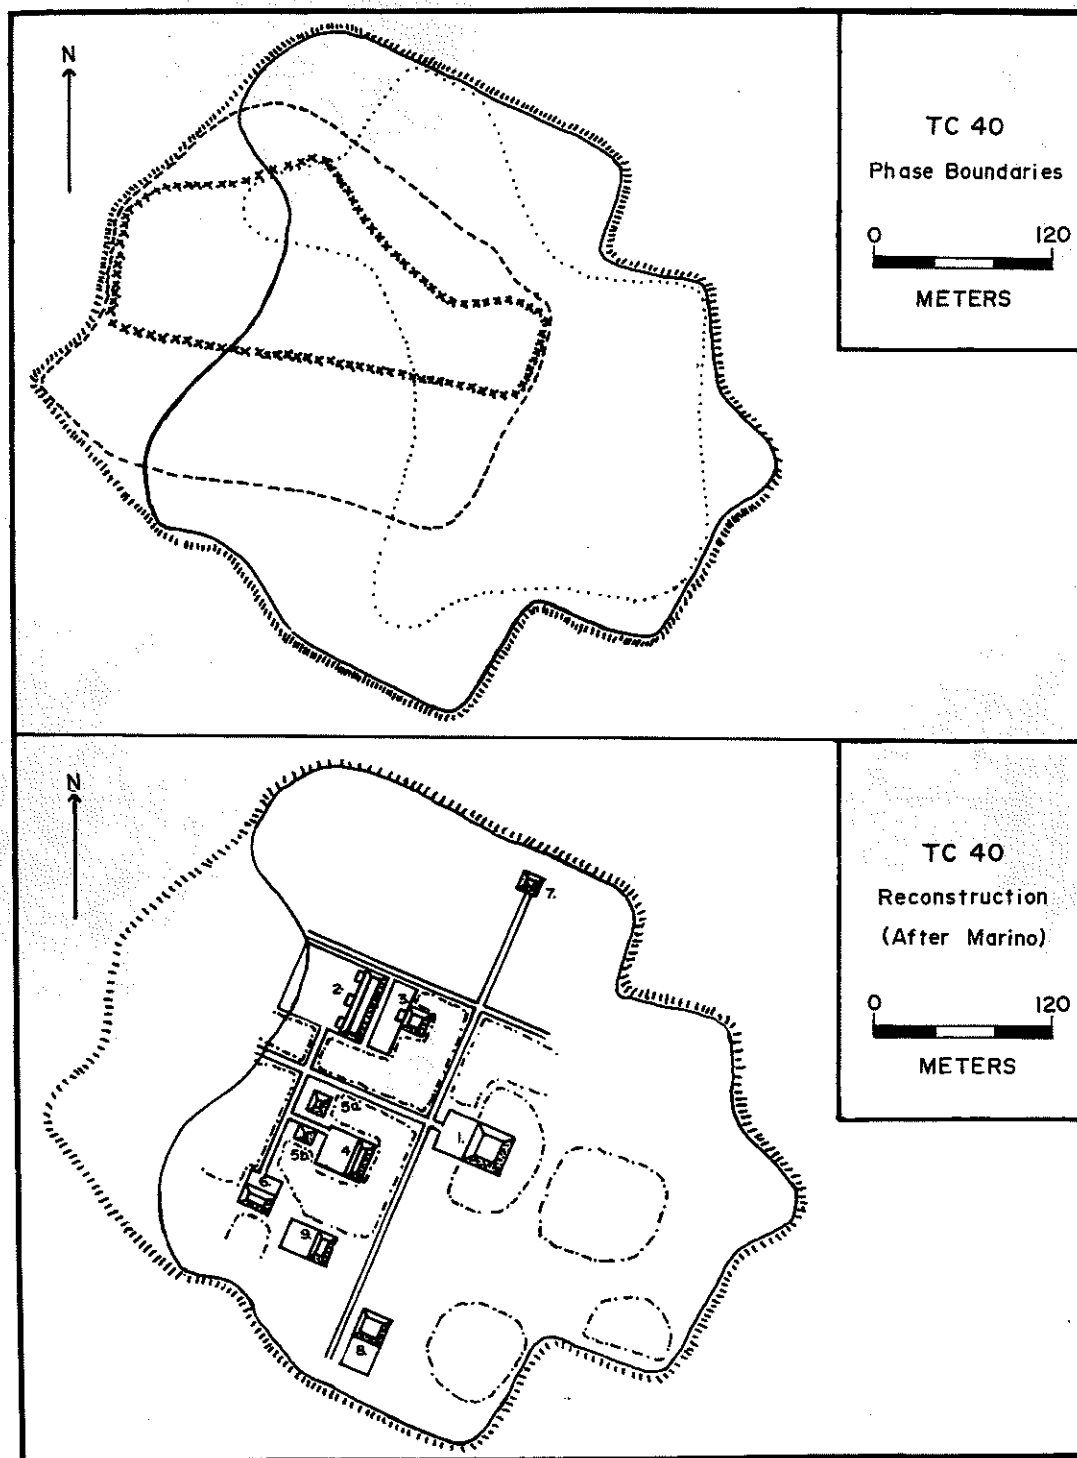 N
TC 40
Phase Boundaries
0 120
METERS
N
TC 40
Reconstruction
(After Marino)
0 120
METERS
7.
2.
3.
5a.
1.
4.
5b.
9.
8.